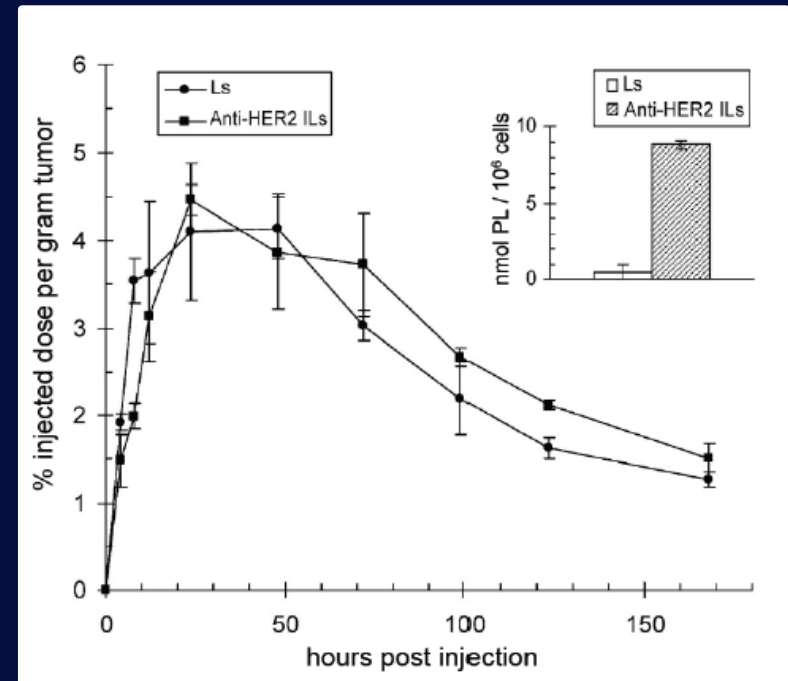 6
5
4
3
2
1
0
% injected dose per gram tumor
Ls
Anti-HER2 ILs
Ls
Anti-HER2 ILs
10
5
0
nmol PL / 10⁶ cells
0
50
100
150
hours post injection